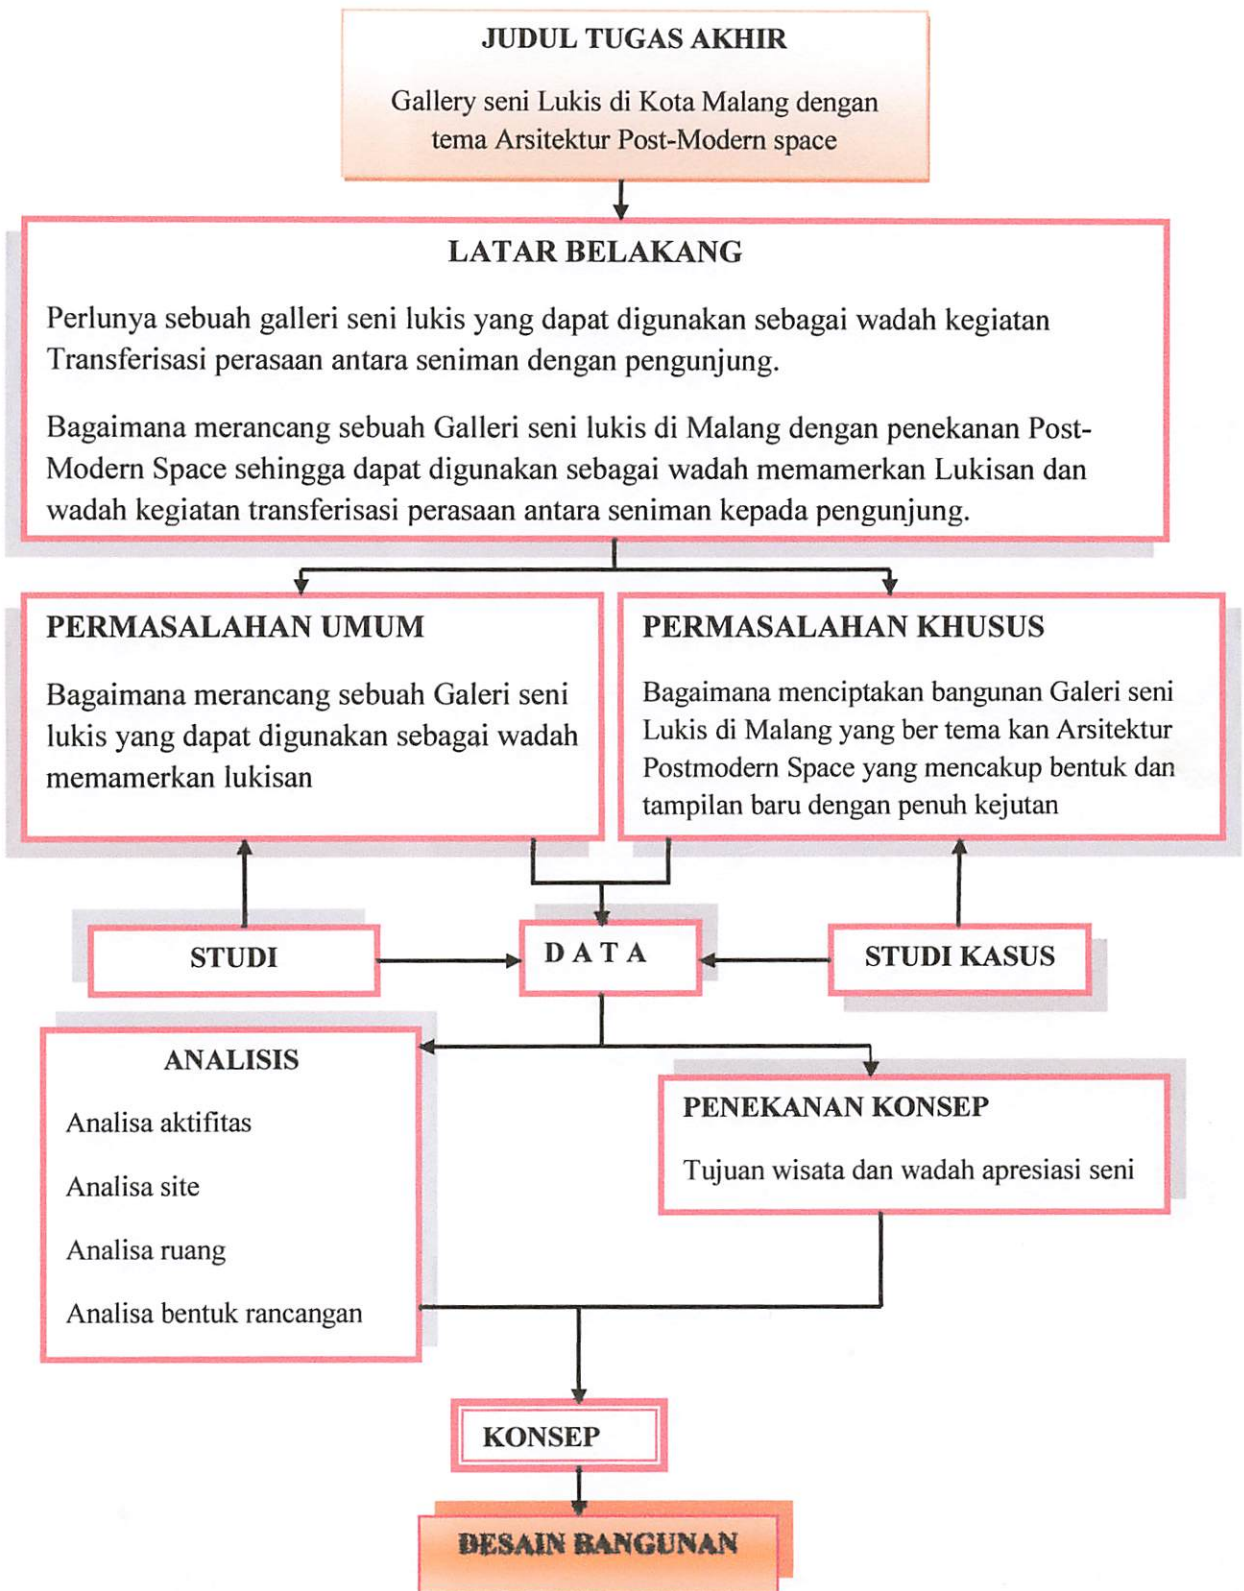 JUDUL TUGAS AKHIR
Gallery seni Lukis di Kota Malang dengan
tema Arsitektur Post-Modern space
LATAR BELAKANG
Perlunya sebuah galleri seni lukis yang dapat digunakan sebagai wadah kegiatan
Transferisasi perasaan antara seniman dengan pengunjung.
Bagaimana merancang sebuah Galleri seni lukis di Malang dengan penekanan Post-
Modern Space sehingga dapat digunakan sebagai wadah memamerkan Lukisan dan
wadah kegiatan transferisasi perasaan antara seniman kepada pengunjung.
PERMASALAHAN UMUM
Bagaimana merancang sebuah Galeri seni
lukis yang dapat digunakan sebagai wadah
memamerkan lukisan
PERMASALAHAN KHUSUS
Bagaimana menciptakan bangunan Galeri seni
Lukis di Malang yang ber tema kan Arsitektur
Postmodern Space yang mencakup bentuk dan
tampilan baru dengan penuh kejutan
STUDI
D A T A
STUDI KASUS
ANALISIS
Analisa aktifitas
Analisa site
Analisa ruang
Analisa bentuk rancangan
PENEKANAN KONSEP
Tujuan wisata dan wadah apresiasi seni
KONSEP
DESAIN BANGUNAN